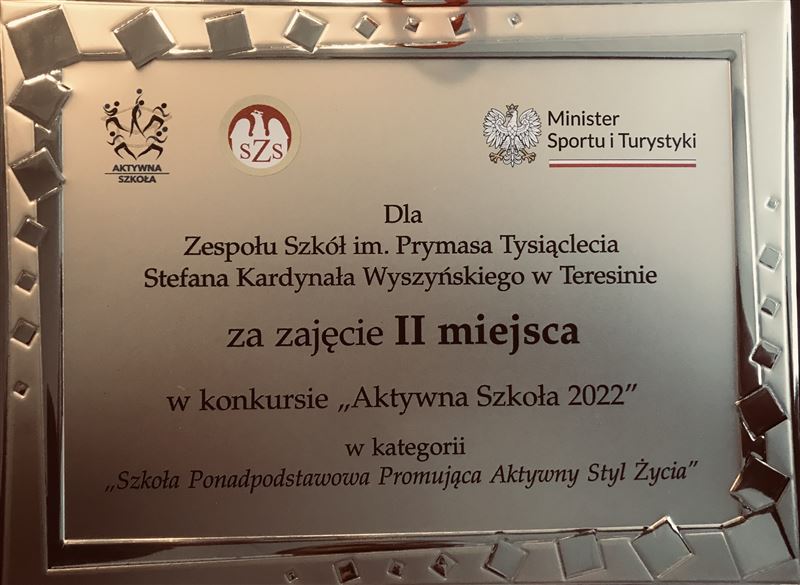 AKTYWNA
SZKOŁA
SZS
Minister
Sportu i Turystyki
Dla
Zespołu Szkół im. Prymasa Tysiąclecia
Stefana Kardynała Wyszyńskiego w Teresinie
za zajęcie II miejsca
w konkursie „Aktywna Szkoła 2022”
w kategorii
„Szkoła Ponadpodstawowa Promująca Aktywny Styl Życia”